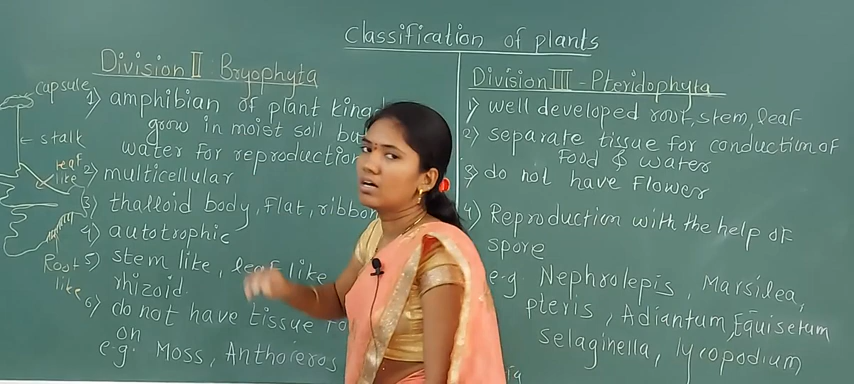 Classification of plants
Division II Bryophyta
capsule
stalk
leaf
like
Root
like
1) amphibian of plant
grow in moist soil
water for reproduction
2) multicellular
3) thalloid body, Flat, ribbon
4) autotrophic
5) stem like, leaf like
rhizoid
6) do not have tissue
on
e-g. Moss, Anthoceros
Division III - Pteridophyta
1) well developed root, stem, leaf
2) separate tissue for conduction of
Food & water
3) do not have Flower
4) Reproduction with the help of
spore
e-g. Nephrolepis, Marsilea,
pteris, Adiantum, Equisetum
selaginella, lycopodium